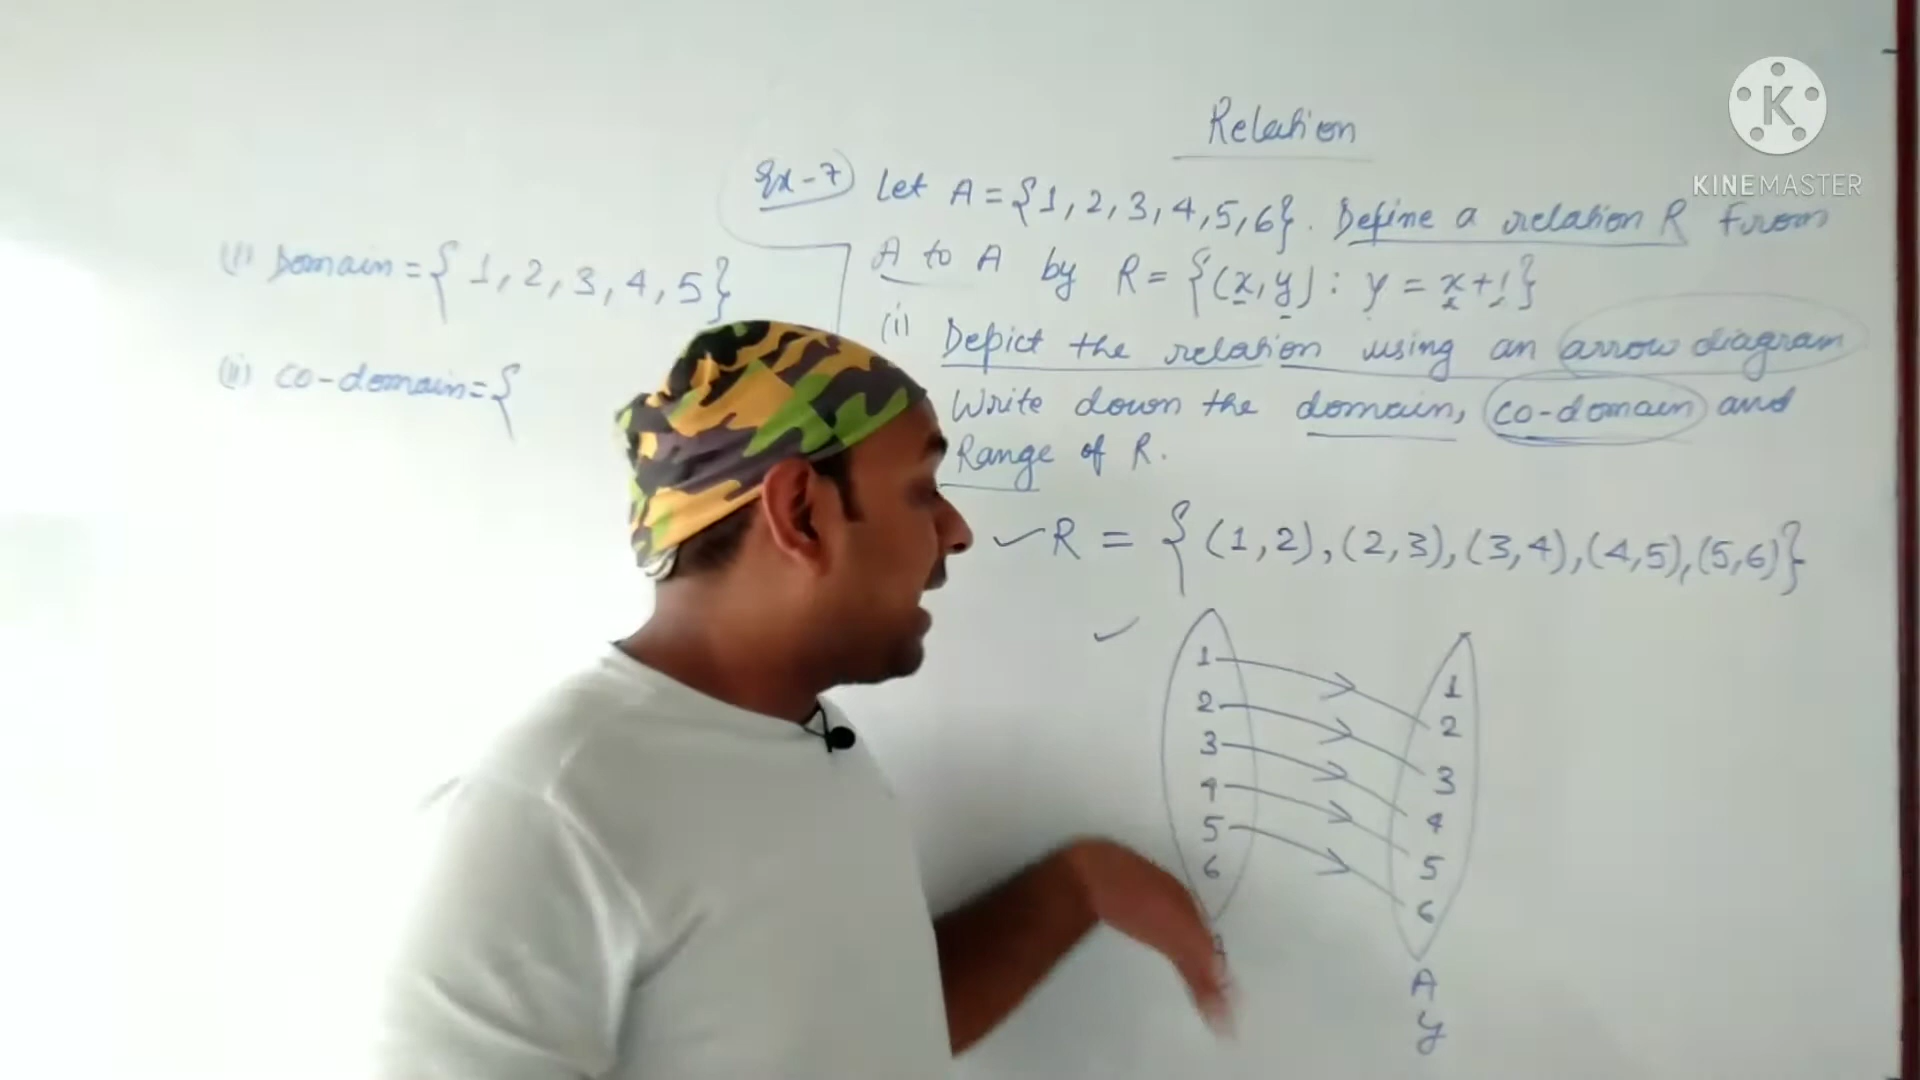 Relation
Ex-7) Let A = {1, 2, 3, 4, 5, 6}. Define a relation R from
A to A by R = {(x, y) : y = x + 1}
(i) Depict the relation using an arrow diagram
Write down the domain, co-domain and
Range of R.
(i) Domain = {1, 2, 3, 4, 5}
(ii) co-domain = {
✓ R = {(1,2), (2,3), (3,4), (4,5), (5,6)}
✓
1
2
3
4
5
6
1
2
3
4
5
6
A
y
K
KINEMASTER